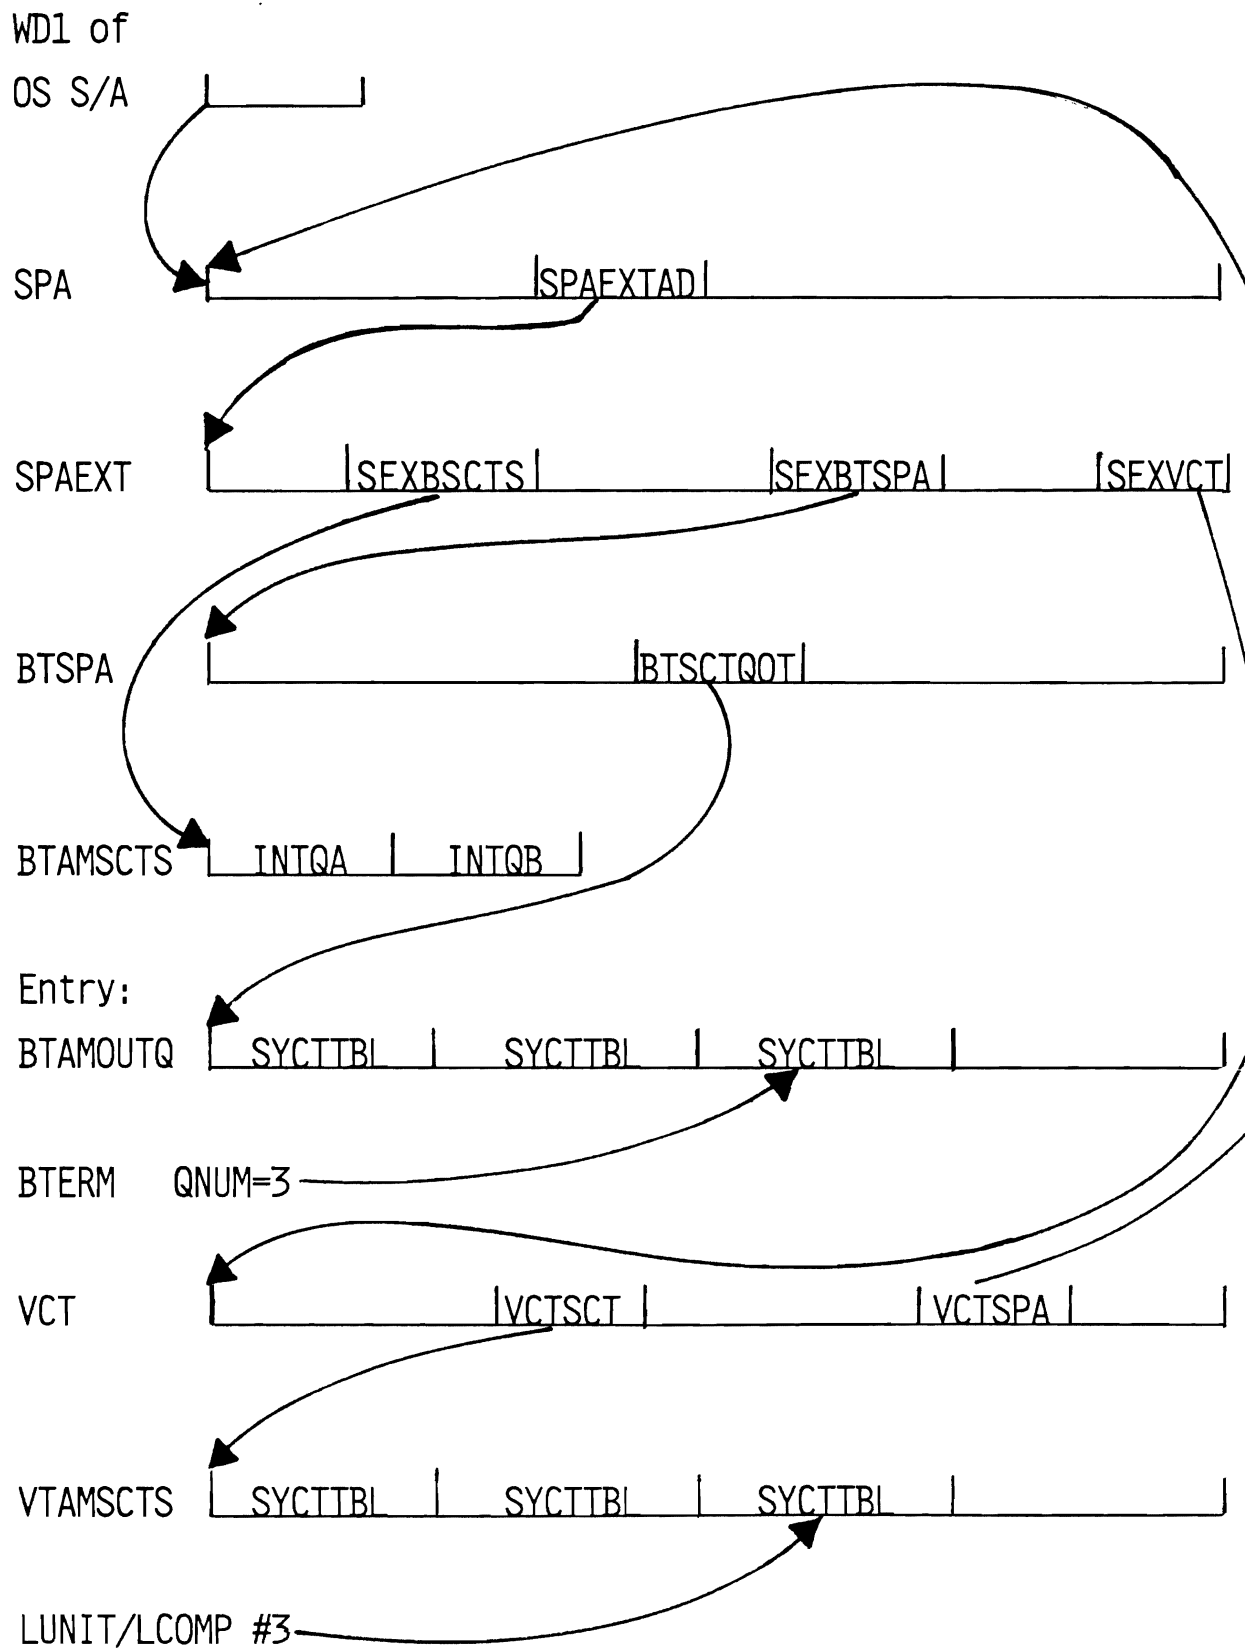 WD1 of
OS S/A
SPA SPAEXTAD
SPAEXT SEXBSCTS SEXBTSPA SEXVCT
BTSPA BTSCTQOT
BTAMSCTS INTQA INTQB
Entry:
BTAMOUTQ SYCTTBL SYCTTBL SYCTTBL
BTERM QNUM=3
VCT VCTSCT VCTSPA
VTAMSCTS SYCTTBL SYCTTBL SYCTTBL
LUNIT/LCOMP #3